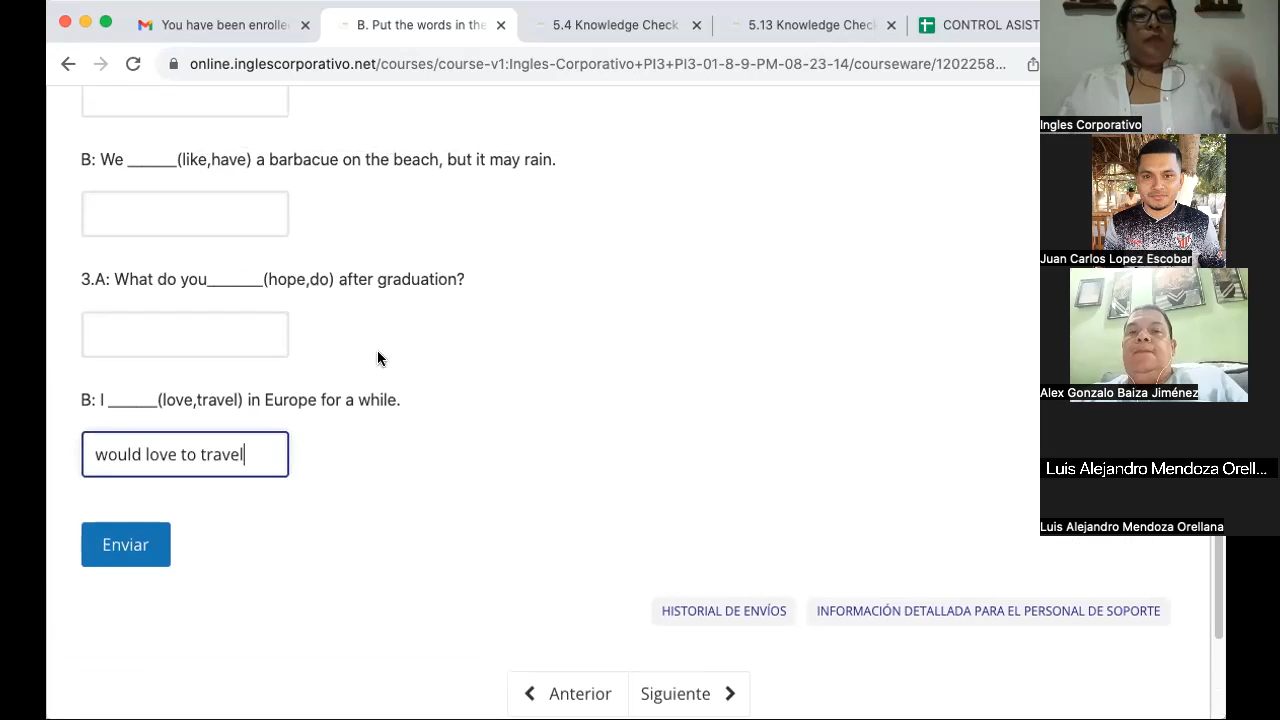 You have been enrolle
B. Put the words in the
5.4 Knowledge Check
5.13 Knowledge Chec
CONTROL ASIST
online.inglescorporativo.net/courses/course-v1:Ingles-Corporativo+PI3+PI3-01-8-9-PM-08-23-14/courseware/1202258...
B: We ______(like,have) a barbacue on the beach, but it may rain.
3.A: What do you_______(hope,do) after graduation?
B: I ______(love,travel) in Europe for a while.
would love to travel
Enviar
HISTORIAL DE ENVÍOS
INFORMACIÓN DETALLADA PARA EL PERSONAL DE SOPORTE
Anterior
Siguiente
Ingles Corporativo
Juan Carlos Lopez Escobar
Alex Gonzalo Baiza Jiménez
Luis Alejandro Mendoza Orell...
Luis Alejandro Mendoza Orellana